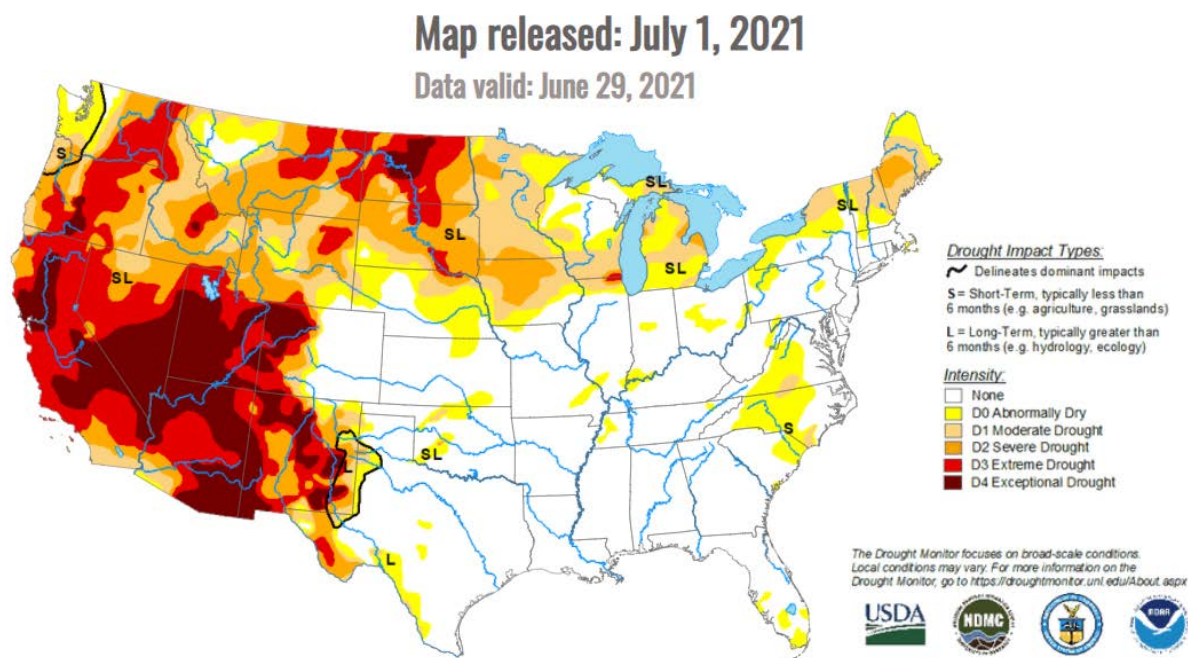 Map released: July 1, 2021
Data valid: June 29, 2021
S
SL
SL
SL
SL
SL
SL
S
L
L
Drought Impact Types:
Delineates dominant impacts
S = Short-Term, typically less than
6 months (e.g. agriculture, grasslands)
L = Long-Term, typically greater than
6 months (e.g. hydrology, ecology)
Intensity:
None
D0 Abnormally Dry
D1 Moderate Drought
D2 Severe Drought
D3 Extreme Drought
D4 Exceptional Drought
The Drought Monitor focuses on broad-scale conditions.
Local conditions may vary. For more information on the
Drought Monitor, go to https://droughtmonitor.unl.edu/About.aspx
USDA
NDMC
NOAA